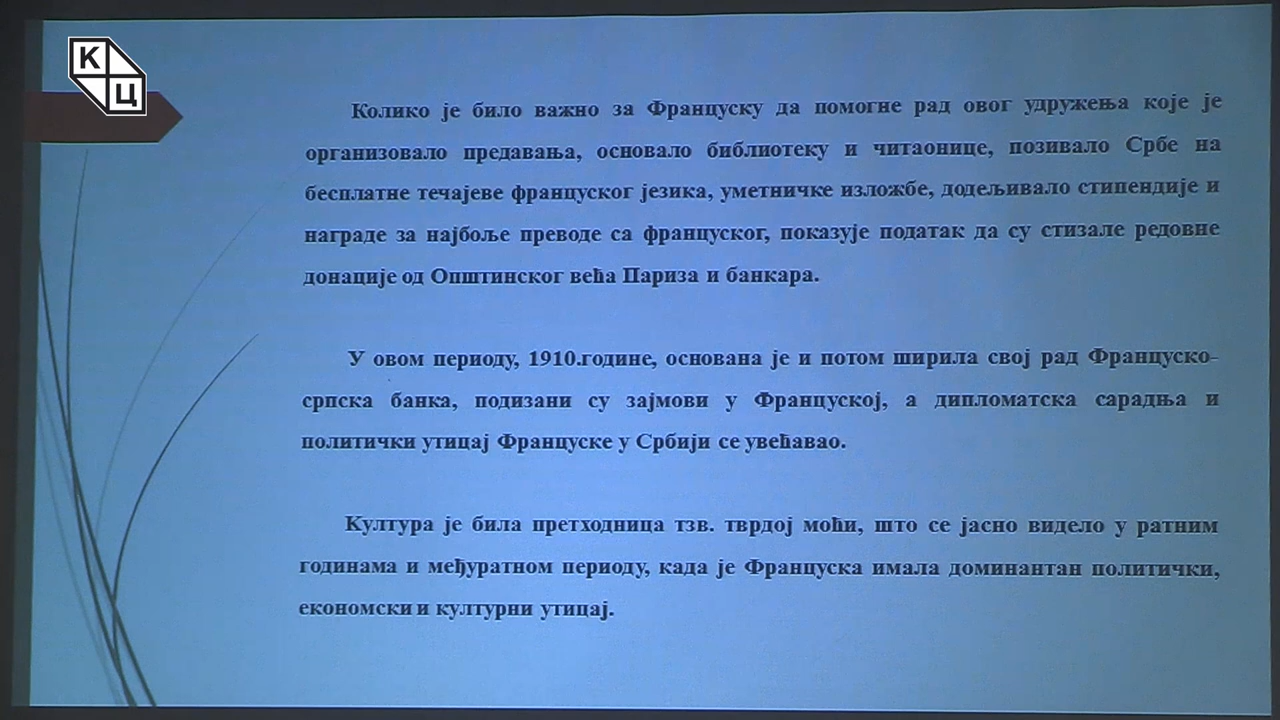 К
Ц
Колико је било важно за Француску да помогне рад овог удружења које је
организовало предавања, основало библиотеку и читаонице, позивало Србе на
бесплатне течајеве француског језика, уметничке изложбе, додељивало стипендије и
награде за најбоље преводе са француског, показује податак да су стизале редовне
донације од Општинског већа Париза и банкара.
У овом периоду, 1910.године, основана је и потом ширила свој рад Француско-
српска банка, подизани су зајмови у Француској, а дипломатска сарадња и
политички утицај Француске у Србији се увећавао.
Култура је била претходница тзв. тврдој моћи, што се јасно видело у ратним
годинама и међуратном периоду, када је Француска имала доминантан политички,
економски и културни утицај.